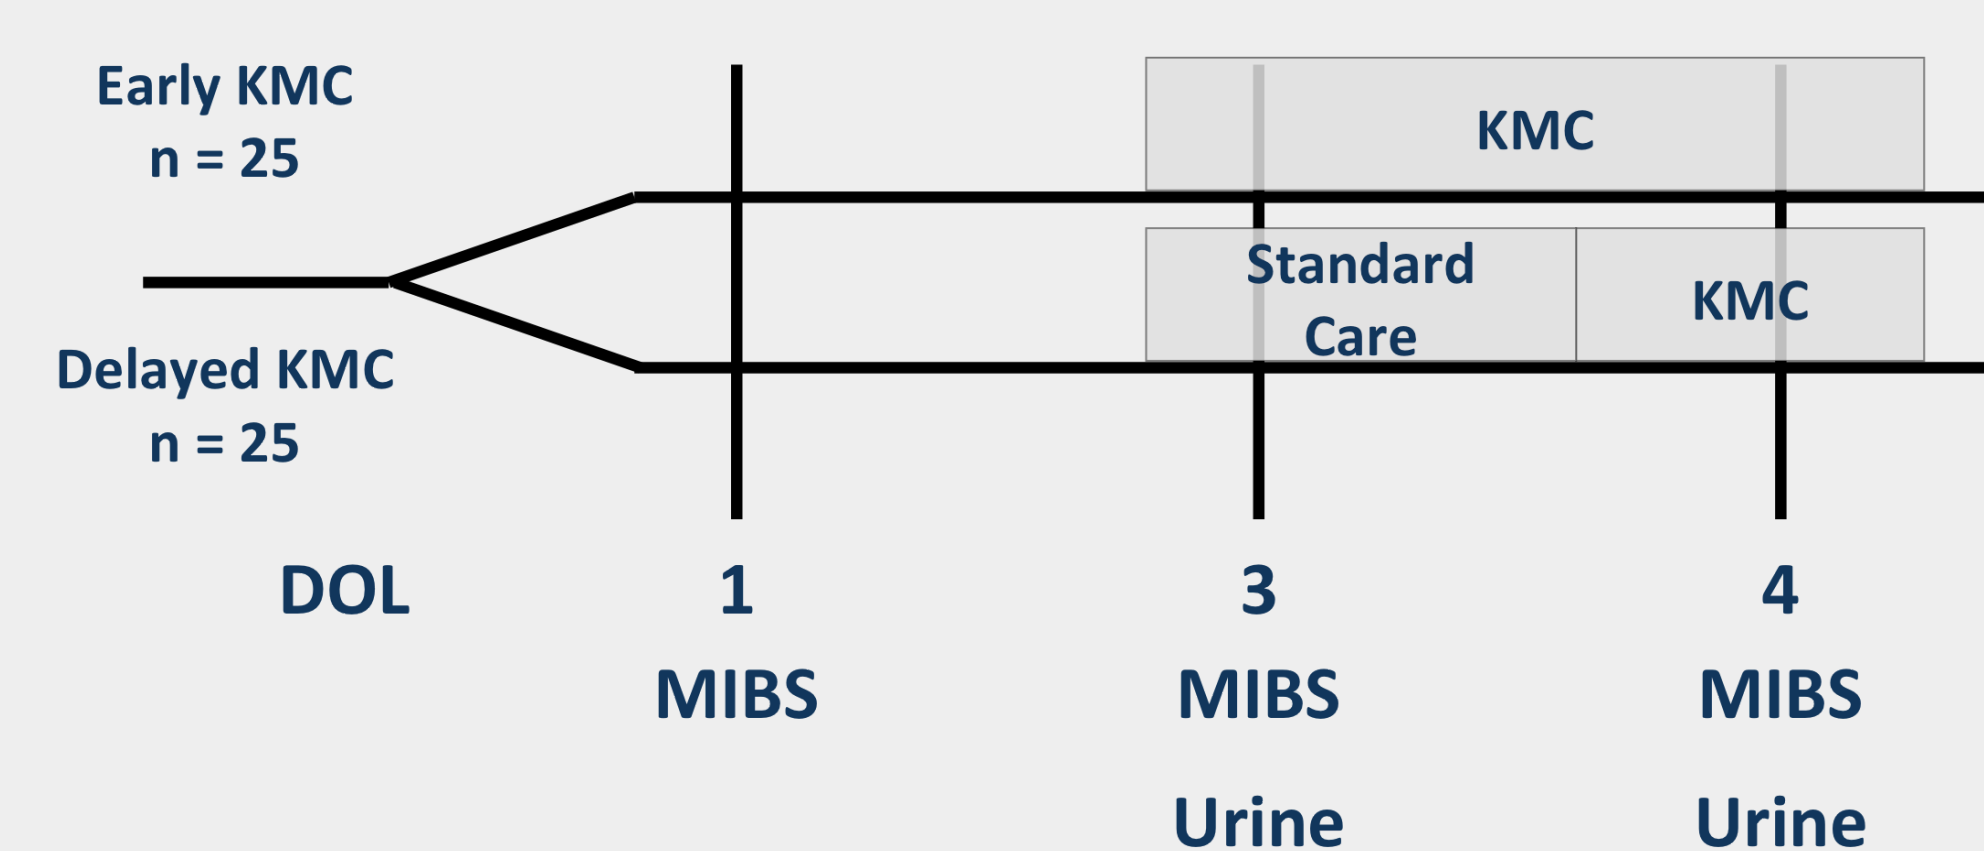 Early KMC
n = 25
KMC
Standard
Care
KMC
Delayed KMC
n = 25
DOL 1 3 4
MIBS MIBS MIBS
Urine Urine